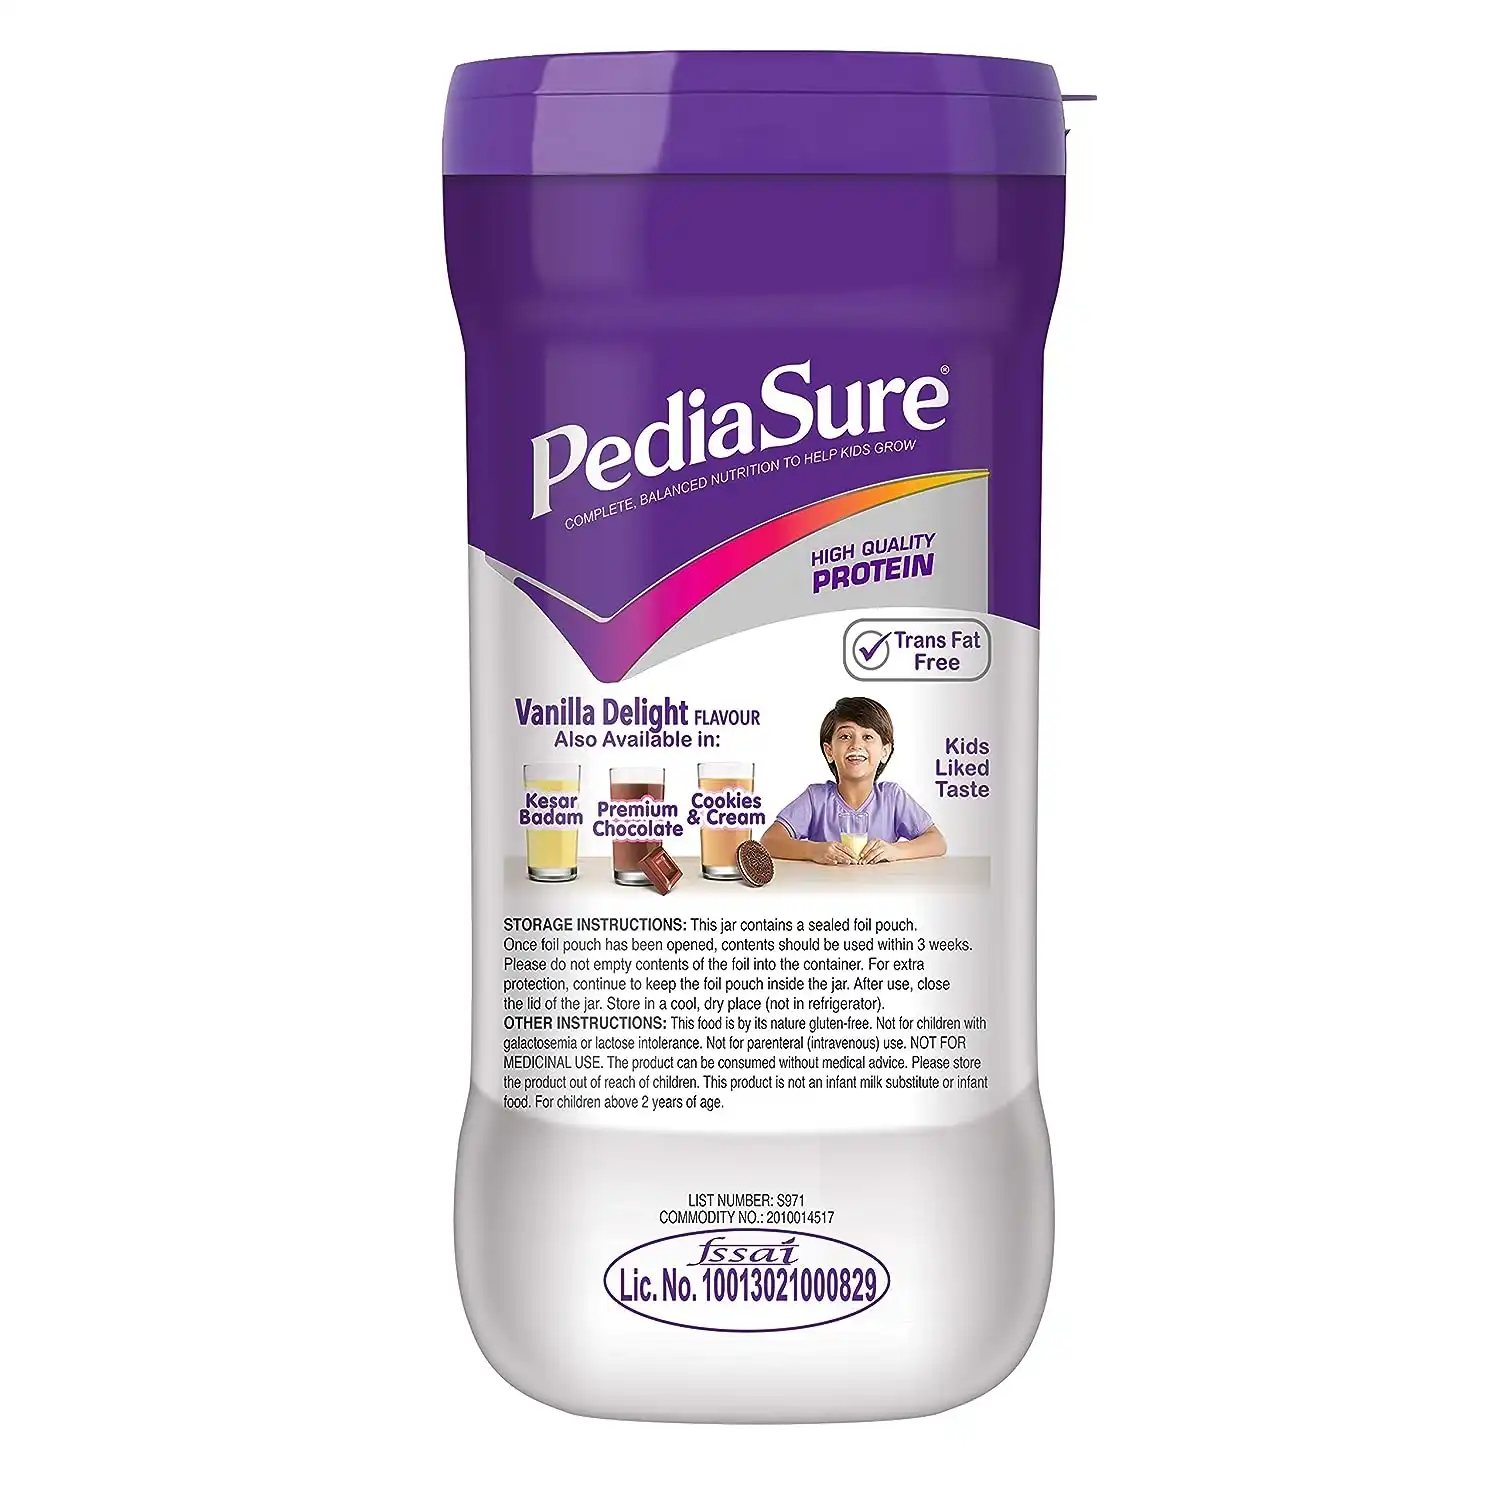 PediaSure®
COMPLETE, BALANCED NUTRITION TO HELP KIDS GROW
HIGH QUALITY
PROTEIN
Trans Fat
Free
Vanilla Delight FLAVOUR
Also Available in:
Kesar
Badam
Premium
Chocolate
Cookies
& Cream
Kids
Liked
Taste
STORAGE INSTRUCTIONS: This jar contains a sealed foil pouch.
Once foil pouch has been opened, contents should be used within 3 weeks.
Please do not empty contents of the foil into the container. For extra
protection, continue to keep the foil pouch inside the jar. After use, close
the lid of the jar. Store in a cool, dry place (not in refrigerator).
OTHER INSTRUCTIONS: This food is by its nature gluten-free. Not for children with
galactosemia or lactose intolerance. Not for parenteral (intravenous) use. NOT FOR
MEDICINAL USE. The product can be consumed without medical advice. Please store
the product out of reach of children. This product is not an infant milk substitute or infant
food. For children above 2 years of age.
LIST NUMBER: S971
COMMODITY NO.: 2010014517
fssai
Lic. No. 10013021000829